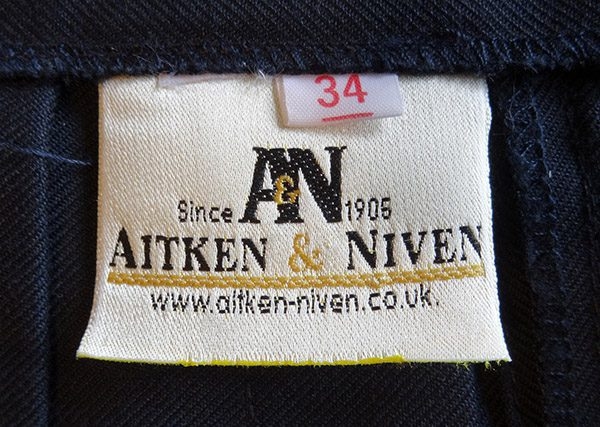 34
A&N
Since 1905
AITKEN & NIVEN
www.aitken-niven.co.uk.